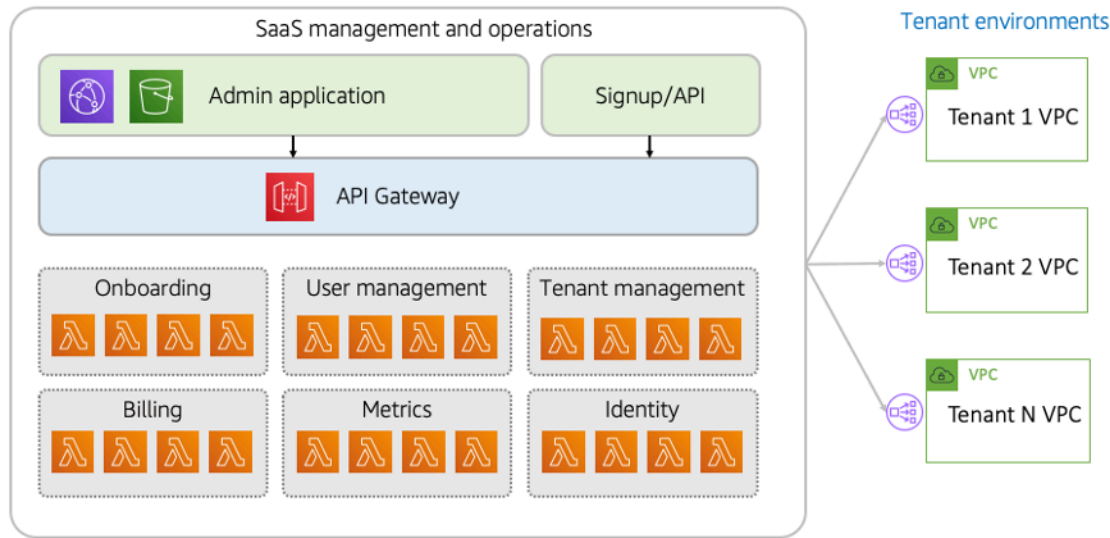 SaaS management and operations
Tenant environments
Admin application
Signup/API
API Gateway
Onboarding
User management
Tenant management
Billing
Metrics
Identity
VPC
Tenant 1 VPC
VPC
Tenant 2 VPC
VPC
Tenant N VPC